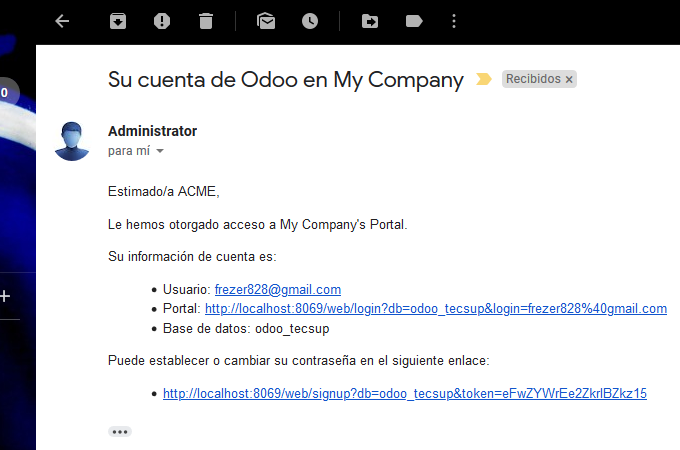 Su cuenta de Odoo en My Company Recibidos ×
0
Administrator
para mí
Estimado/a ACME,
Le hemos otorgado acceso a My Company's Portal.
Su información de cuenta es:
• Usuario: frezer828@gmail.com
• Portal: http://localhost:8069/web/login?db=odoo_tecsup&login=frezer828%40gmail.com
• Base de datos: odoo_tecsup
Puede establecer o cambiar su contraseña en el siguiente enlace:
• http://localhost:8069/web/signup?db=odoo_tecsup&token=eFwZYWrEe2ZkrlBZkz15